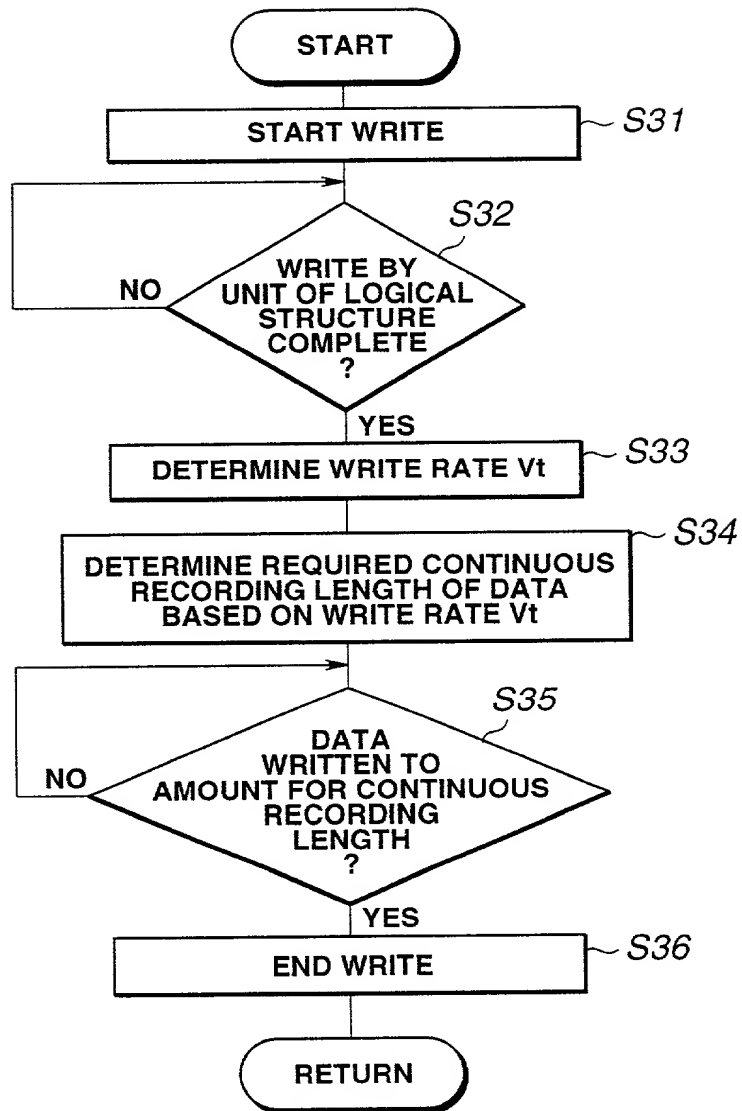 START
START WRITE
S31
S32
WRITE BY
UNIT OF LOGICAL
STRUCTURE
COMPLETE
?
NO
YES
DETERMINE WRITE RATE Vt
S33
S34
DETERMINE REQUIRED CONTINUOUS
RECORDING LENGTH OF DATA
BASED ON WRITE RATE Vt
S35
DATA
WRITTEN TO
AMOUNT FOR CONTINUOUS
RECORDING
LENGTH
?
NO
YES
END WRITE
S36
RETURN